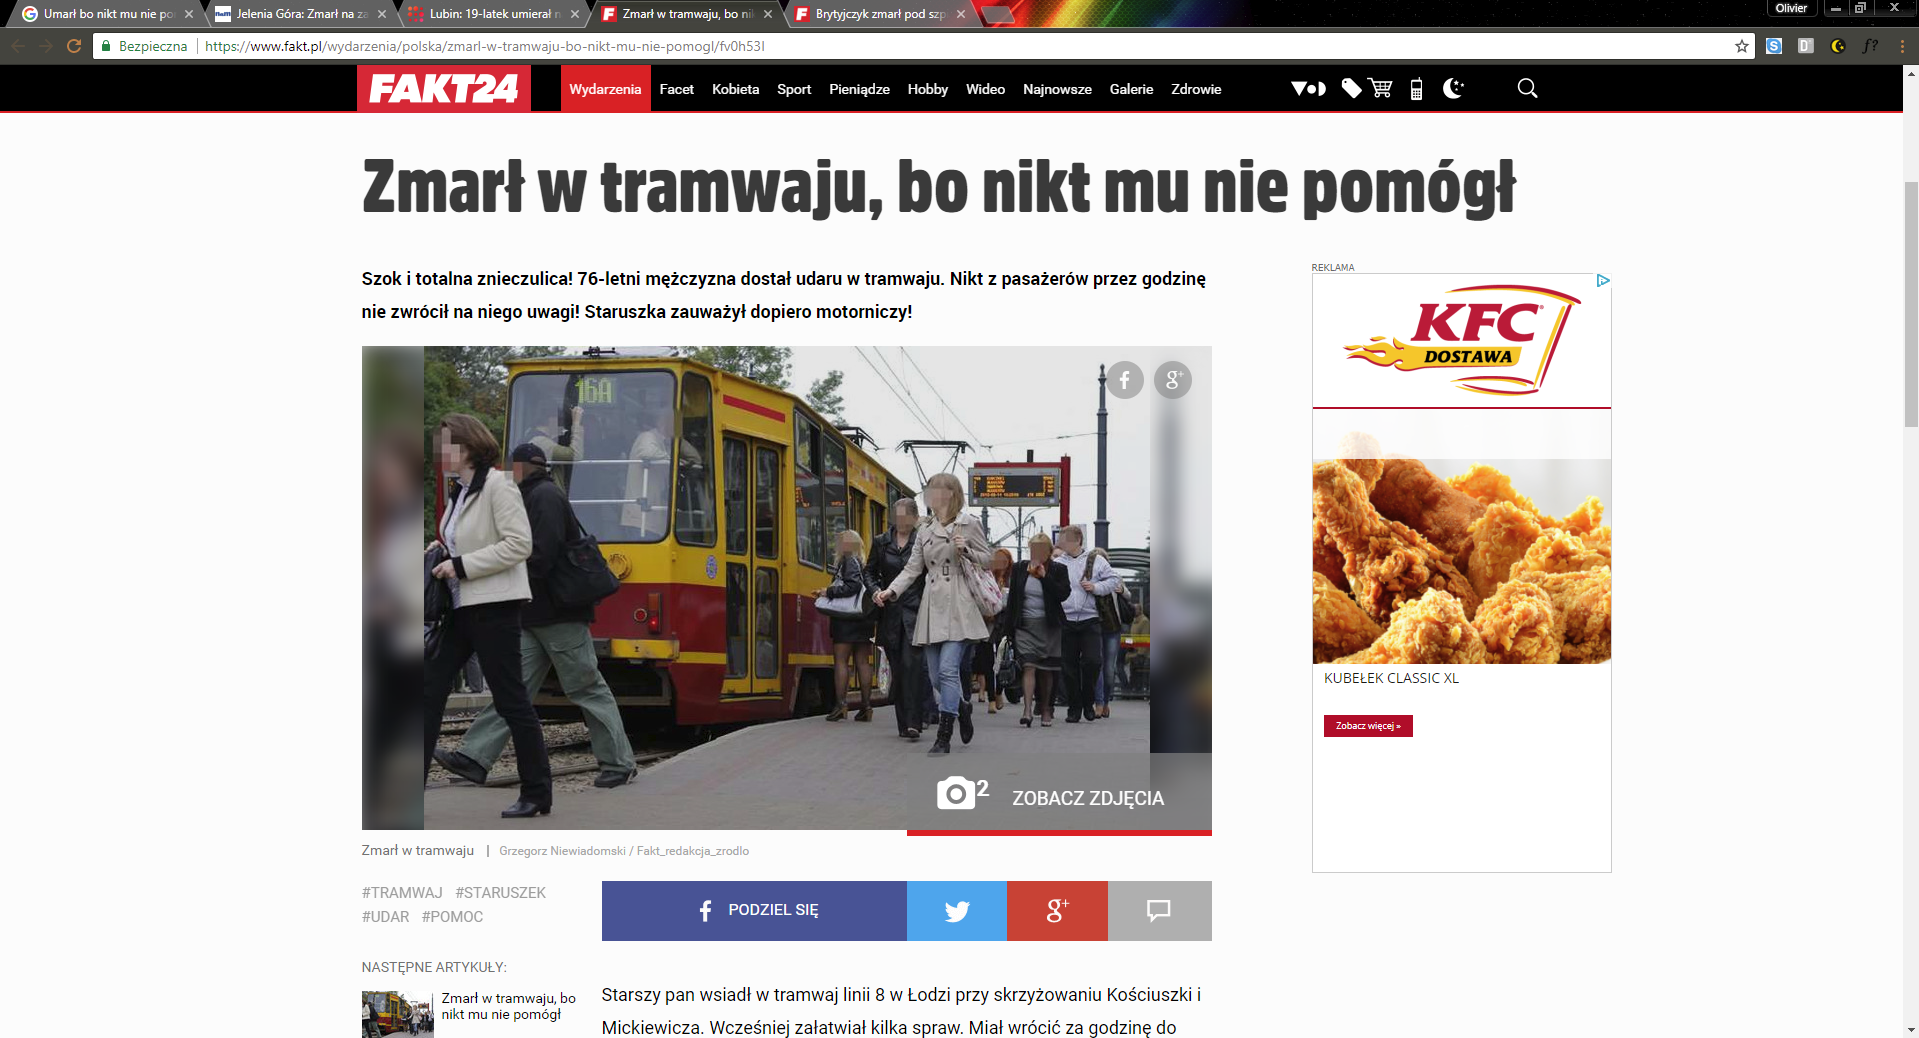 Umarł bo nikt mu nie po
Jelenia Góra: Zmarł na za
Lubin: 19-latek umierał n
Zmarł w tramwaju, bo nik
Brytyjczyk zmarł pod szp
Olivier
Bezpieczna
https://www.fakt.pl/wydarzenia/polska/zmarl-w-tramwaju-bo-nikt-mu-nie-pomogl/fv0h53l
FAKT24
Wydarzenia Facet Kobieta Sport Pieniądze Hobby Wideo Najnowsze Galerie Zdrowie
Zmarł w tramwaju, bo nikt mu nie pomógł
Szok i totalna znieczulica! 76-letni mężczyzna dostał udaru w tramwaju. Nikt z pasażerów przez godzinę
nie zwrócił na niego uwagi! Staruszka zauważył dopiero motorniczy!
REKLAMA
KFC
DOSTAWA
16A
KUBEŁEK CLASSIC XL
Zobacz więcej »
2 ZOBACZ ZDJĘCIA
Zmarł w tramwaju | Grzegorz Niewiadomski / Fakt_redakcja_zrodlo
#TRAMWAJ #STARUSZEK
#UDAR #POMOC
PODZIEL SIĘ
NASTĘPNE ARTYKUŁY:
Zmarł w tramwaju, bo
nikt mu nie pomógł
Starszy pan wsiadł w tramwaj linii 8 w Łodzi przy skrzyżowaniu Kościuszki i
Mickiewicza. Wcześniej załatwiał kilka spraw. Miał wrócić za godzinę do